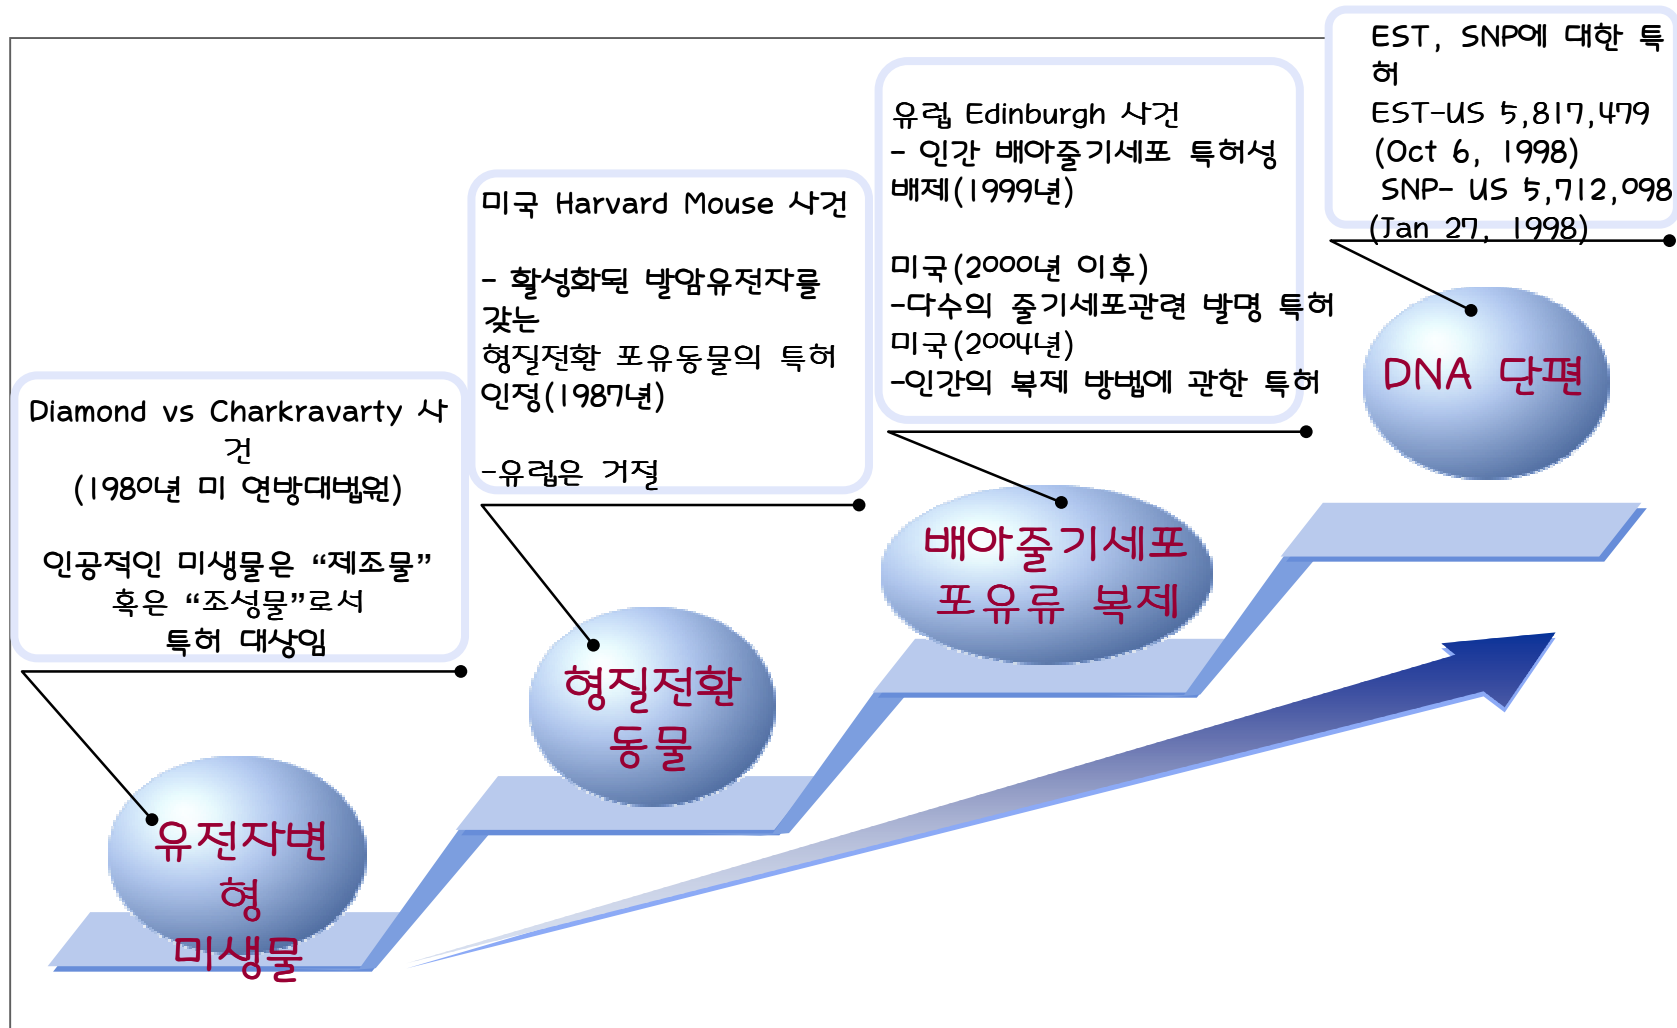 Diamond vs Charkravarty 사
건
(1980년 미 연방대법원)
인공적인 미생물은 “제조물”
혹은 “조성물”로서
특허 대상임
유전자변
형
미생물
미국 Harvard Mouse 사건
- 활성화된 발암유전자를
갖는
형질전환 포유동물의 특허
인정(1987년)
-유럽은 거절
형질전환
동물
유럽 Edinburgh 사건
- 인간 배아줄기세포 특허성
배제(1999년)
미국(2000년 이후)
-다수의 줄기세포관련 발명 특허
미국(2004년)
-인간의 복제 방법에 관한 특허
배아줄기세포
포유류 복제
EST, SNP에 대한 특
허
EST-US 5,817,479
(Oct 6, 1998)
SNP- US 5,712,098
(Jan 27, 1998)
DNA 단편